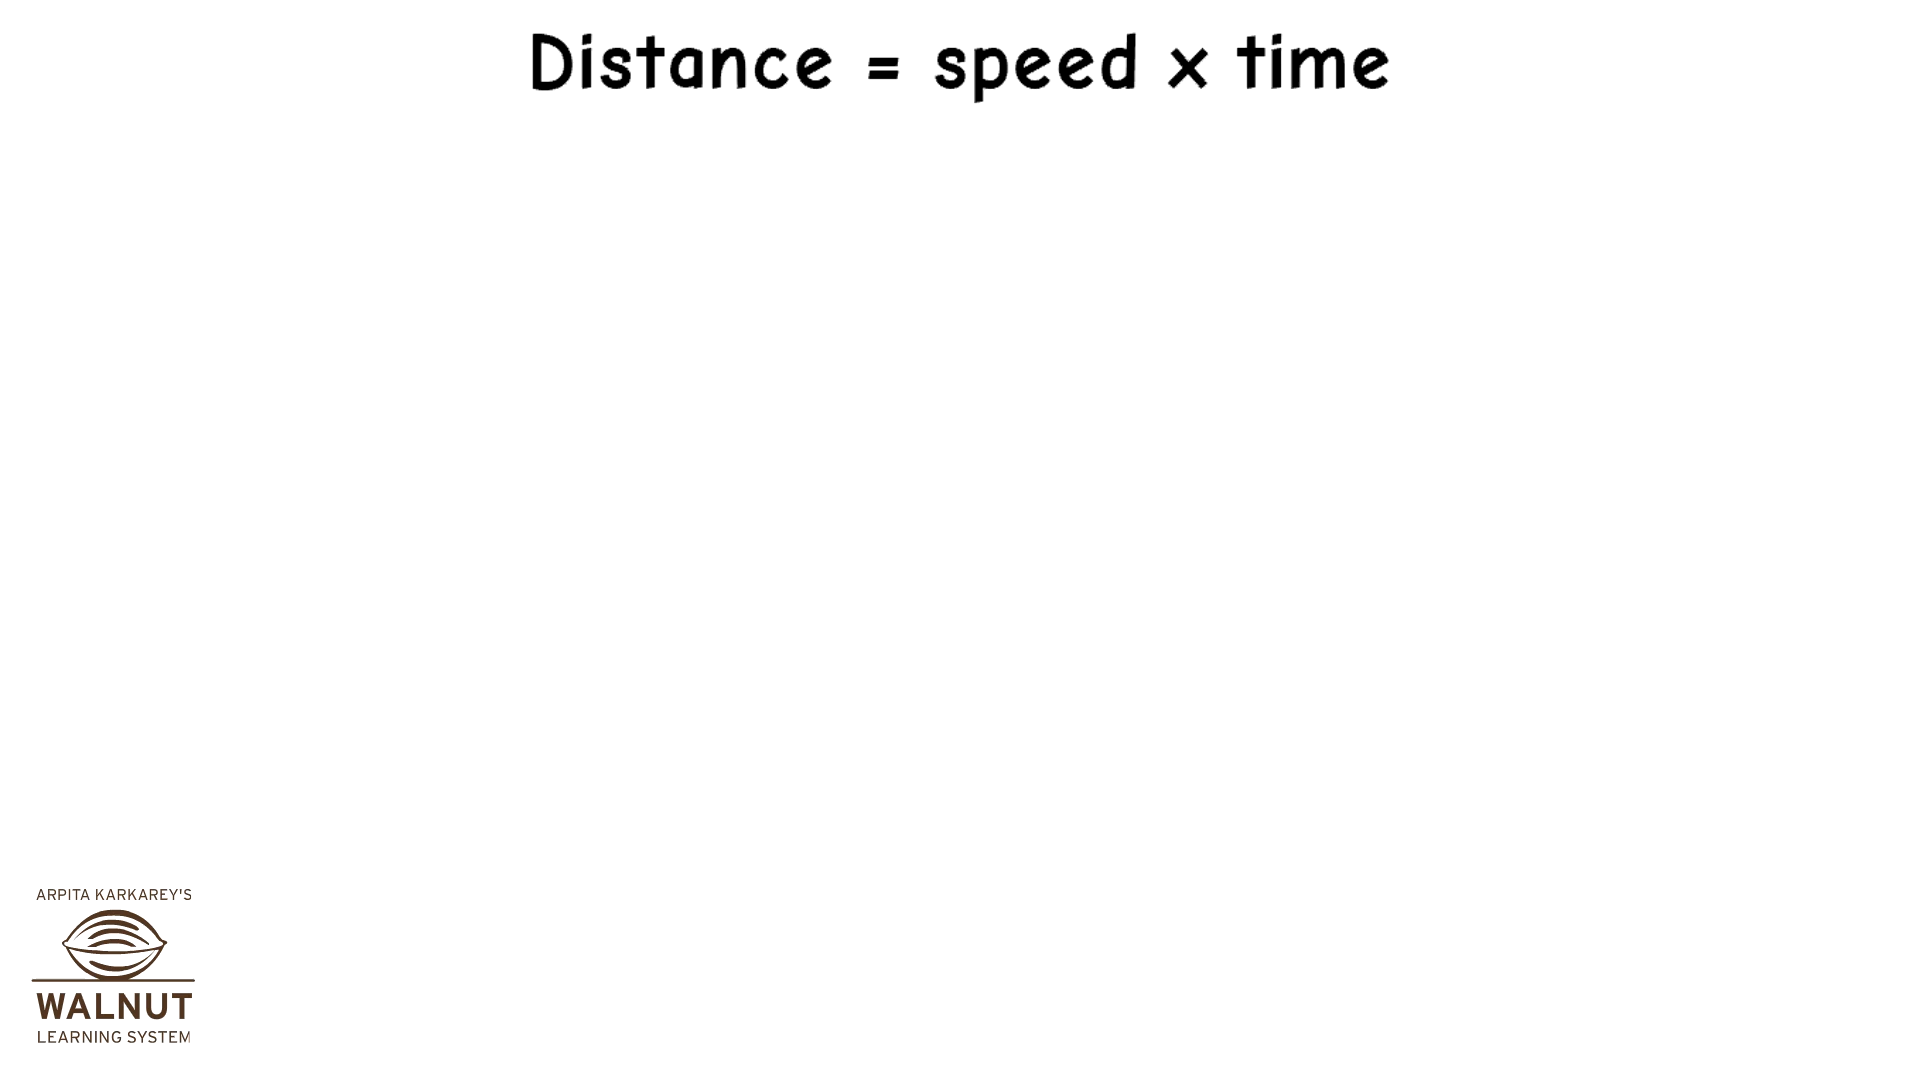 Distance = speed x time
ARPITA KARKAREY'S
WALNUT
LEARNING SYSTEM